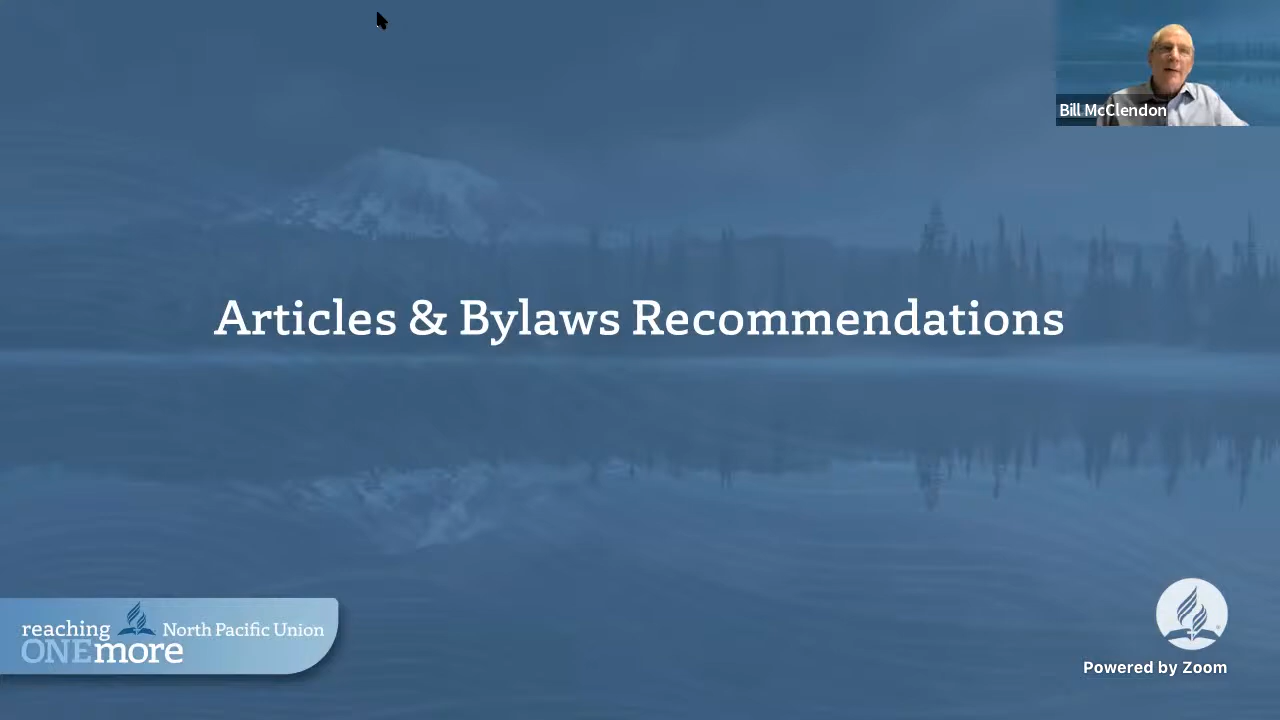 Bill McClendon
Articles & Bylaws Recommendations
reaching North Pacific Union
ONEmore
Powered by Zoom